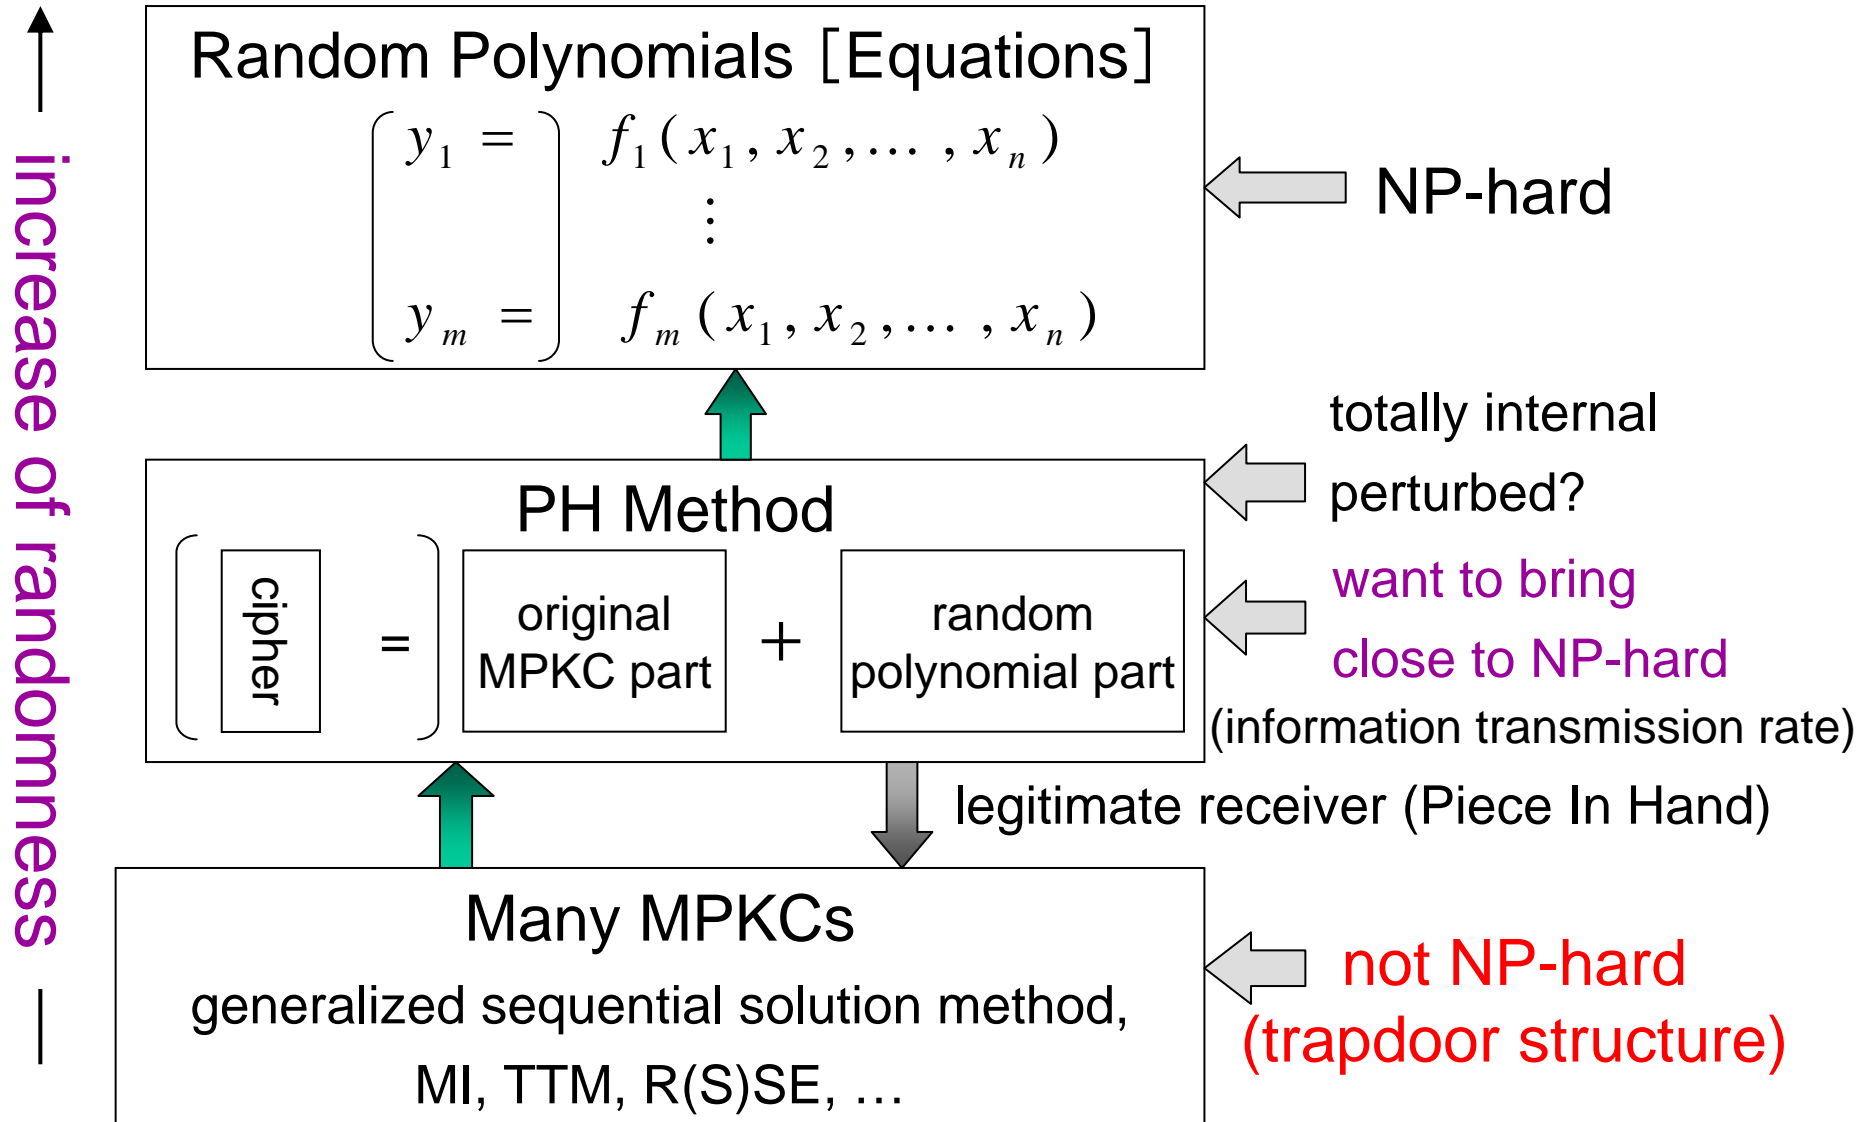 increase of randomness
Random Polynomials [Equations]
y₁ = f₁(x₁, x₂, ... , xₙ)
⋮
yₘ = fₘ(x₁, x₂, ... , xₙ)
NP-hard
totally internal
perturbed?
PH Method
cipher
=
original
MPKC part
+
random
polynomial part
want to bring
close to NP-hard
(information transmission rate)
legitimate receiver (Piece In Hand)
Many MPKCs
generalized sequential solution method,
MI, TTM, R(S)SE, …
not NP-hard
(trapdoor structure)